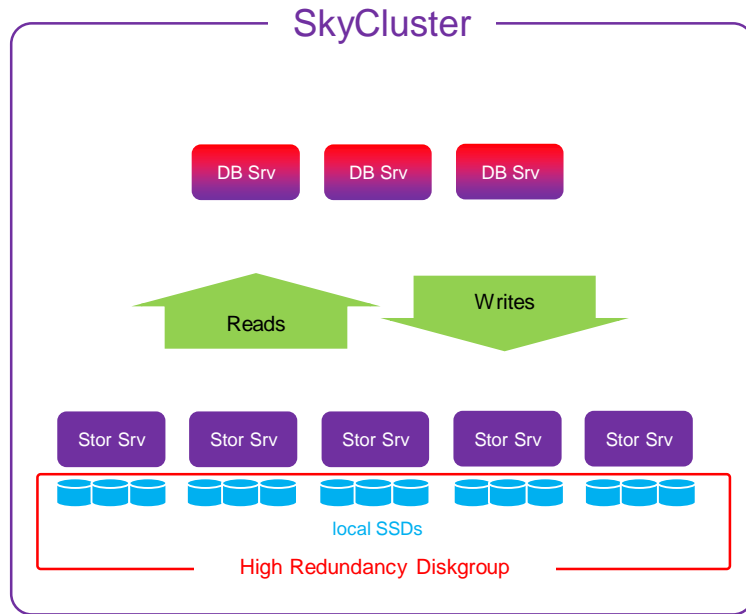 SkyCluster
DB Srv DB Srv DB Srv
Reads
Writes
Stor Srv Stor Srv Stor Srv Stor Srv Stor Srv
local SSDs
High Redundancy Diskgroup